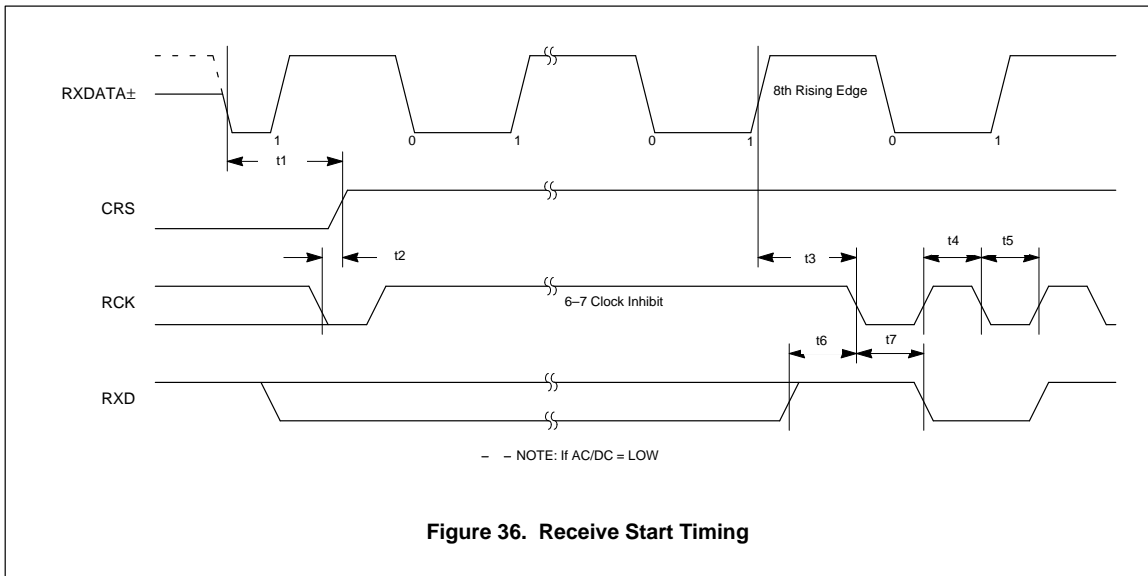 RXDATA±
8th Rising Edge
1 0 1 0 1 0 1
t1
CRS
t2 t3 t4 t5
RCK
6–7 Clock Inhibit
t6 t7
RXD
– – NOTE: If AC/DC = LOW
Figure 36. Receive Start Timing